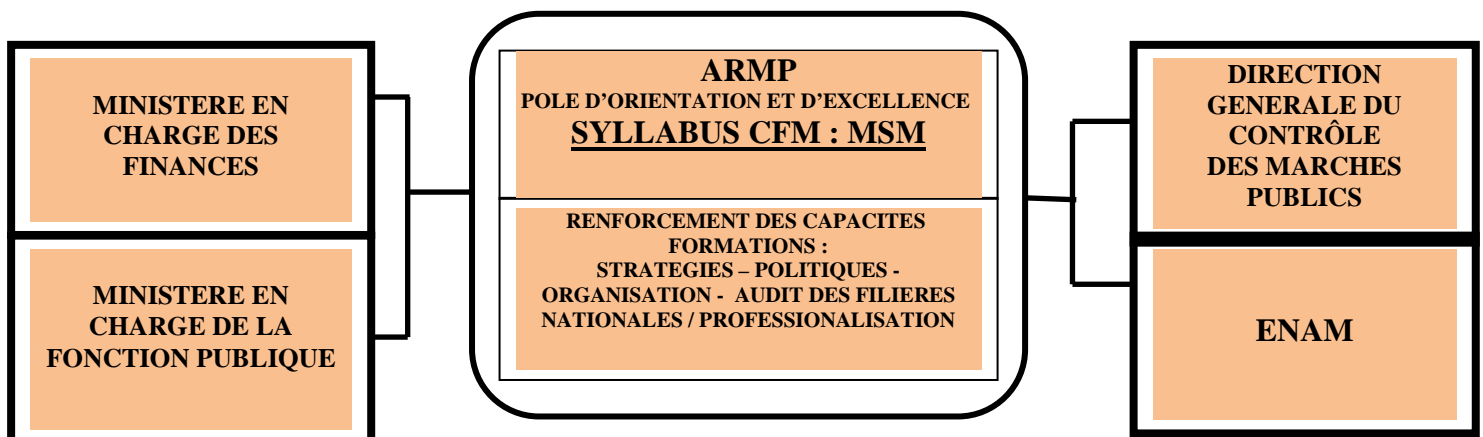 MINISTERE EN
CHARGE DES
FINANCES
MINISTERE EN
CHARGE DE LA
FONCTION PUBLIQUE
ARMP
POLE D’ORIENTATION ET D’EXCELLENCE
SYLLABUS CFM : MSM
RENFORCEMENT DES CAPACITES
FORMATIONS :
STRATEGIES – POLITIQUES -
ORGANISATION - AUDIT DES FILIERES
NATIONALES / PROFESSIONALISATION
DIRECTION
GENERALE DU
CONTRÔLE
DES MARCHES
PUBLICS
ENAM